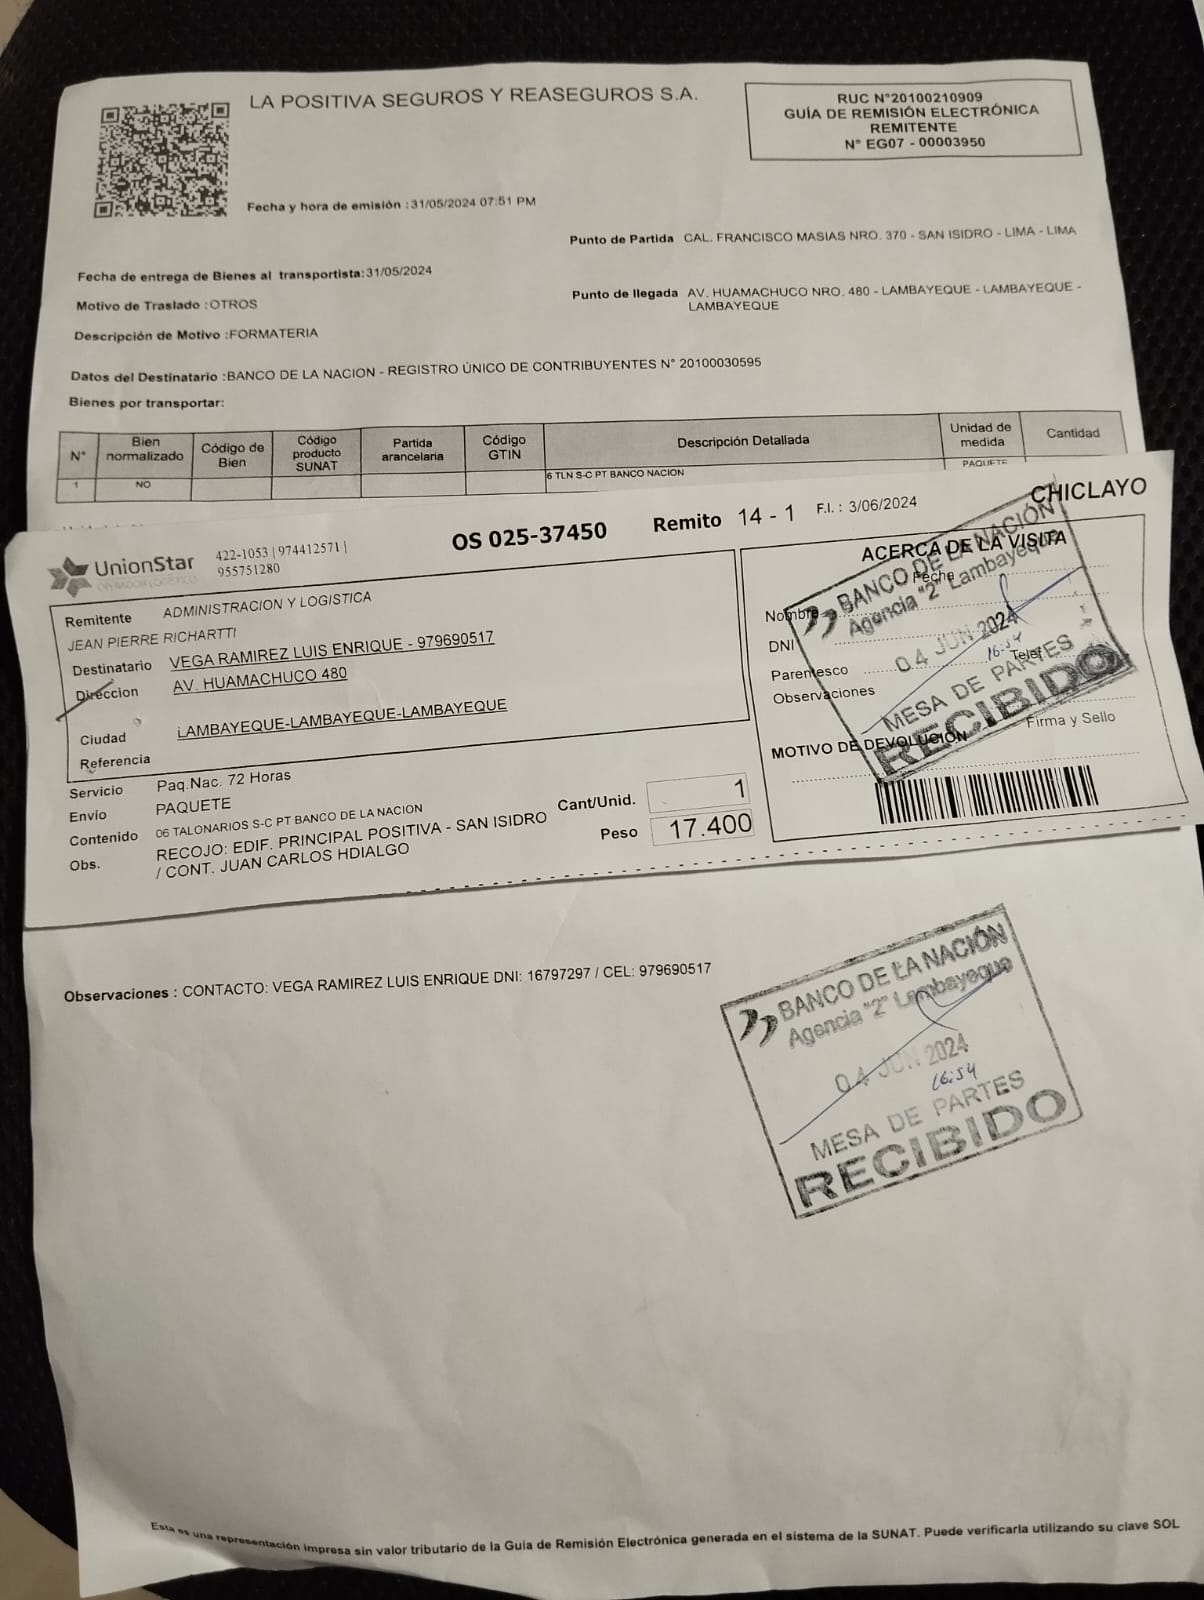 LA POSITIVA SEGUROS Y REASEGUROS S.A.
RUC N°20100210909
GUÍA DE REMISIÓN ELECTRÓNICA
REMITENTE
N° EG07 - 00003950
Fecha y hora de emisión :31/05/2024 07:51 PM
Punto de Partida CAL. FRANCISCO MASIAS NRO. 370 - SAN ISIDRO - LIMA - LIMA
Fecha de entrega de Bienes al transportista:31/05/2024
Motivo de Traslado :OTROS
Punto de llegada AV. HUAMACHUCO NRO. 480 - LAMBAYEQUE - LAMBAYEQUE -
LAMBAYEQUE
Descripción de Motivo :FORMATERIA
Datos del Destinatario :BANCO DE LA NACION - REGISTRO ÚNICO DE CONTRIBUYENTES N° 20100030595
Bienes por transportar:
N° Bien normalizado Código de Bien Código producto SUNAT Partida arancelaria Código GTIN Descripción Detallada Unidad de medida Cantidad
1 NO 6 TLN S-C PT BANCO NACION PAQUETE
UnionStar
OPERADOR LOGÍSTICO
422-1053 | 974412571 |
955751280
OS 025-37450 Remito 14 - 1 F.I. : 3/06/2024 CHICLAYO
Remitente ADMINISTRACION Y LOGISTICA
JEAN PIERRE RICHARTTI
Destinatario VEGA RAMIREZ LUIS ENRIQUE - 979690517
Direccion AV. HUAMACHUCO 480
Ciudad LAMBAYEQUE-LAMBAYEQUE-LAMBAYEQUE
Referencia
Servicio Paq.Nac. 72 Horas
Envio PAQUETE
Contenido 06 TALONARIOS S-C PT BANCO DE LA NACION
Obs. RECOJO: EDIF. PRINCIPAL POSITIVA - SAN ISIDRO
/ CONT. JUAN CARLOS HDIALGO
Cant/Unid. 1
Peso 17.400
ACERCA DE LA VISITA
Fecha
Nombre
DNI
Parentesco Telef
Observaciones
MOTIVO DE DEVOLUCIÓN
Firma y Sello
BANCO DE LA NACIÓN
Agencia "2" Lambayeque
04 JUN 2024
16:54
MESA DE PARTES
RECIBIDO
Observaciones : CONTACTO: VEGA RAMIREZ LUIS ENRIQUE DNI: 16797297 / CEL: 979690517
BANCO DE LA NACIÓN
Agencia "2" Lambayeque
04 JUN 2024
16:54
MESA DE PARTES
RECIBIDO
Esta es una representación impresa sin valor tributario de la Guia de Remisión Electrónica generada en el sistema de la SUNAT. Puede verificarla utilizando su clave SOL